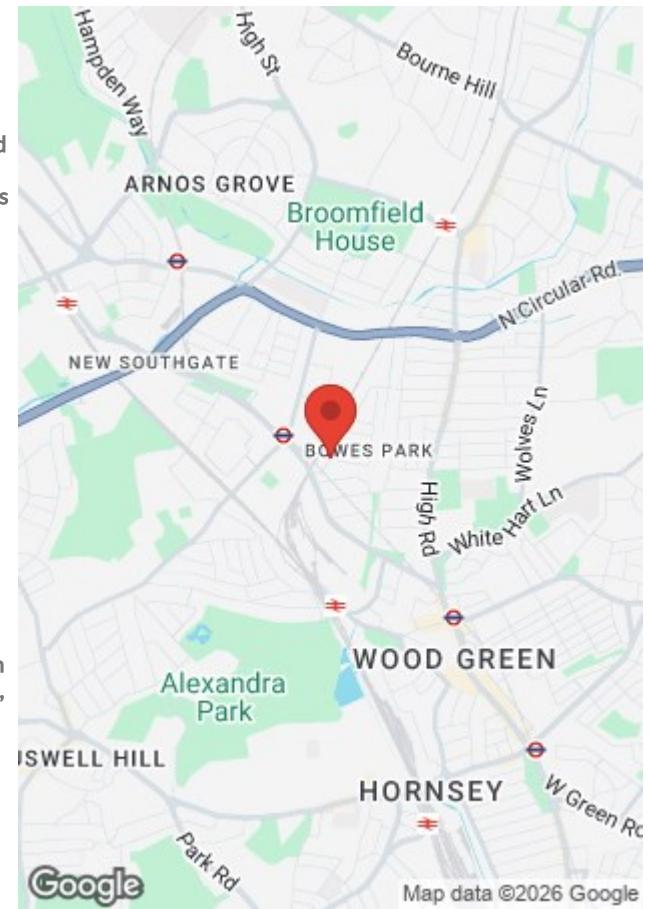 Hampden Way
High St
Bourne Hill
ARNOS GROVE
Broomfield
House
N Circular Rd
NEW SOUTHGATE
BOWES PARK
Wolves Ln
High Rd
White Hart Ln
WOOD GREEN
Alexandra
Park
USWELL HILL
HORNSEY
W Green Rd
Park Rd
Google
Map data ©2026 Google